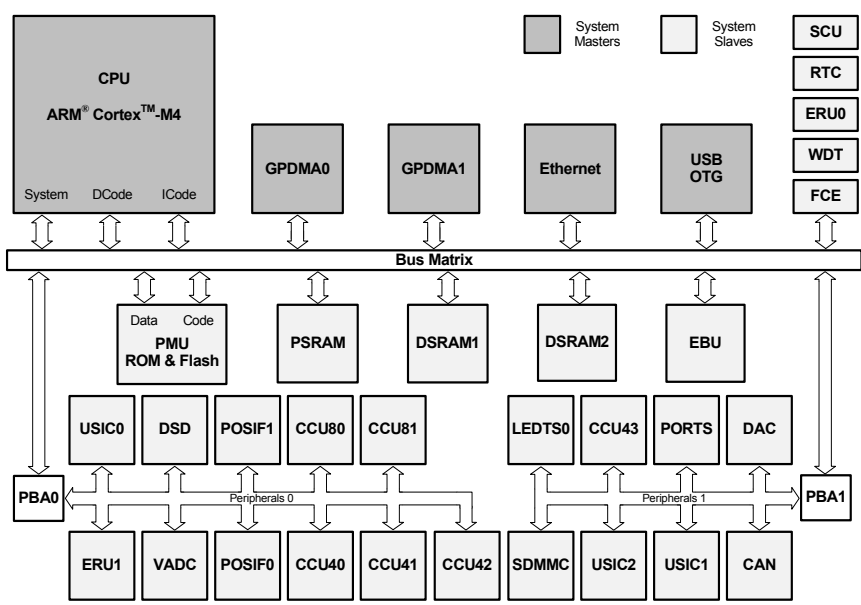 System
Masters
System
Slaves
SCU
CPU
ARM® Cortex™-M4
RTC
ERU0
GPDMA0
GPDMA1
Ethernet
USB
OTG
WDT
System
DCode
ICode
FCE
Bus Matrix
Data
Code
PMU
ROM & Flash
PSRAM
DSRAM1
DSRAM2
EBU
USIC0
DSD
POSIF1
CCU80
CCU81
LEDTS0
CCU43
PORTS
DAC
PBA0
Peripherals 0
Peripherals 1
PBA1
ERU1
VADC
POSIF0
CCU40
CCU41
CCU42
SDMMC
USIC2
USIC1
CAN